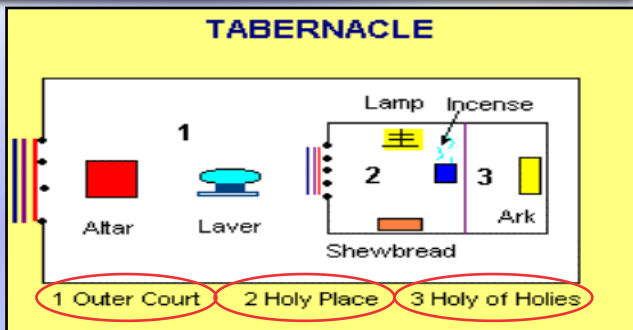 TABERNACLE
Lamp Incense
1
2
3
Altar
Laver
Ark
Shewbread
1 Outer Court 2 Holy Place 3 Holy of Holies